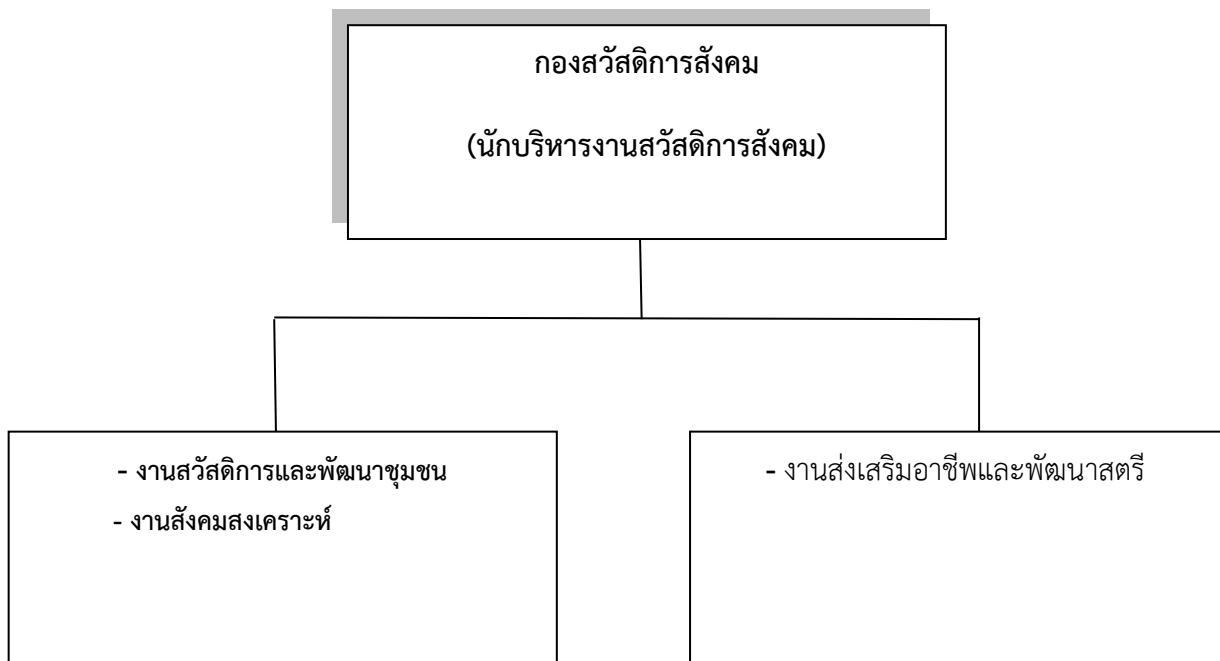 กองสวัสดิการสังคม
(นักบริหารงานสวัสดิการสังคม)
- งานสวัสดิการและพัฒนาชุมชน
- งานสังคมสงเคราะห์
- งานส่งเสริมอาชีพและพัฒนาสตรี